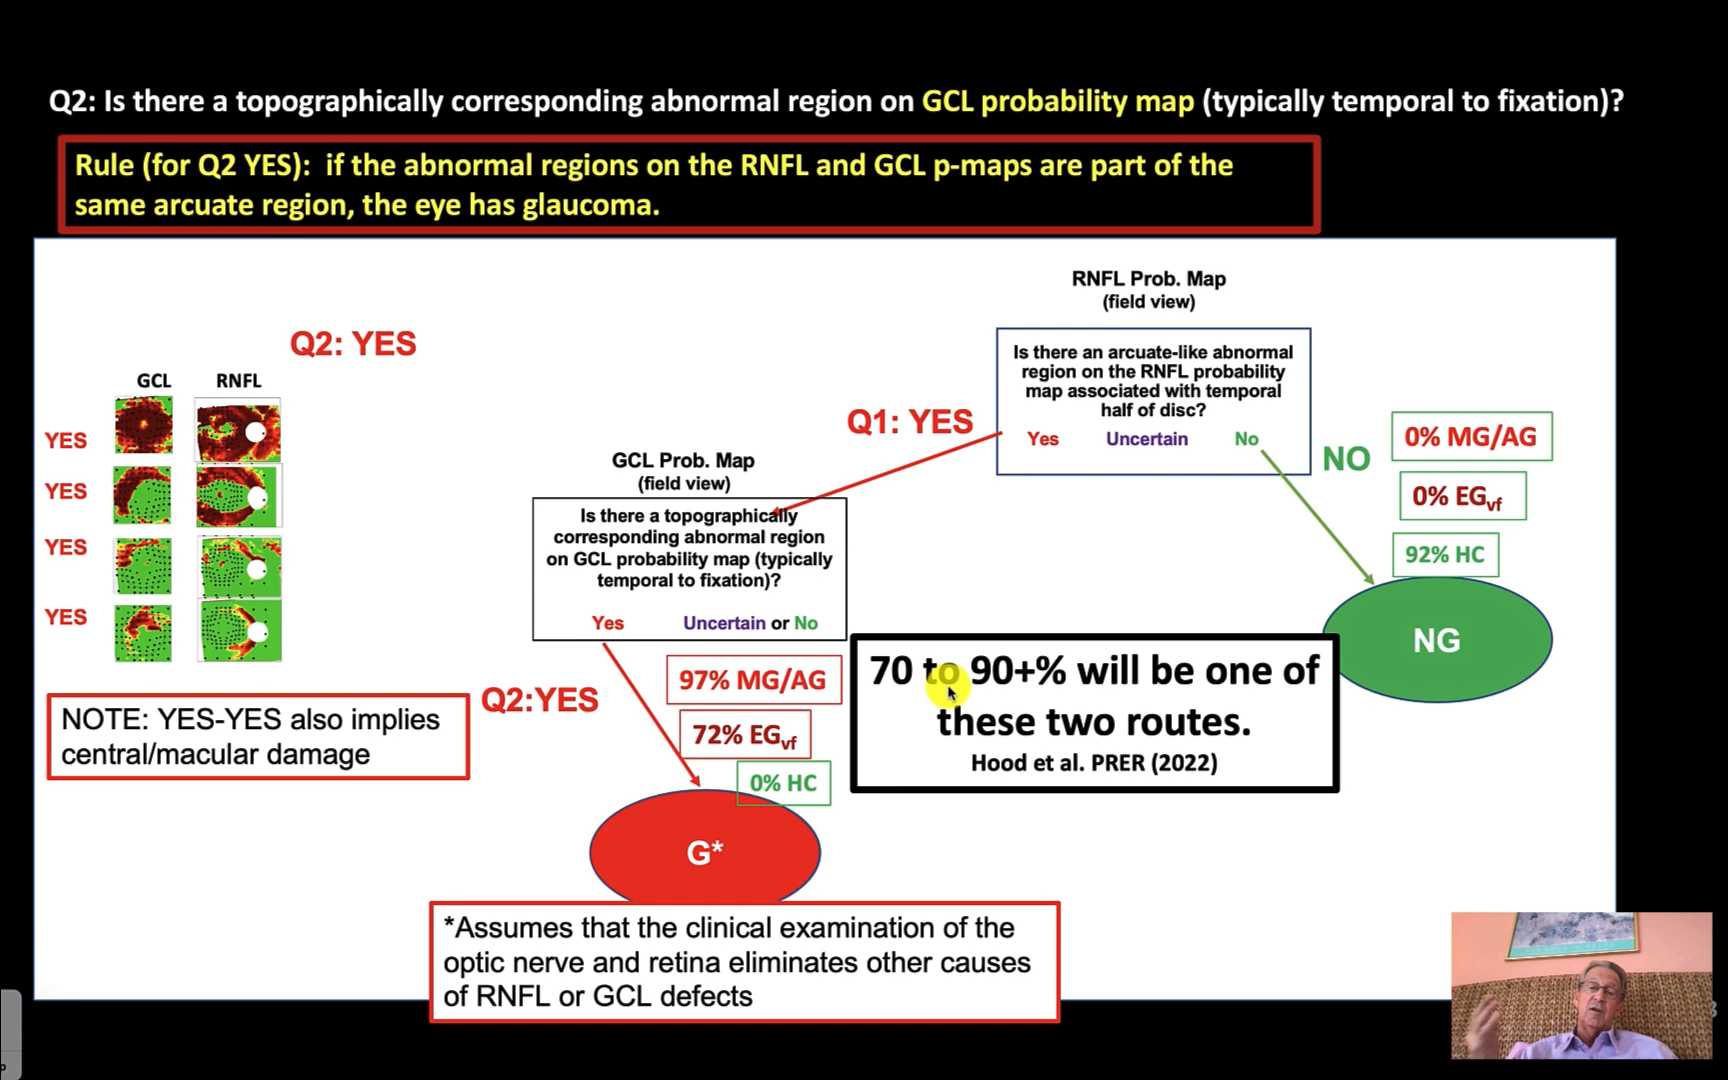 Q2: Is there a topographically corresponding abnormal region on GCL probability map (typically temporal to fixation)?
Rule (for Q2 YES):  if the abnormal regions on the RNFL and GCL p-maps are part of the
same arcuate region, the eye has glaucoma.
Q2: YES
GCL
RNFL
YES
YES
YES
YES
NOTE: YES-YES also implies
central/macular damage
RNFL Prob. Map
(field view)
Is there an arcuate-like abnormal
region on the RNFL probability
map associated with temporal
half of disc?
Yes
Uncertain
No
Q1: YES
NO
0% MG/AG
0% EGvf
92% HC
NG
GCL Prob. Map
(field view)
Is there a topographically
corresponding abnormal region
on GCL probability map (typically
temporal to fixation)?
Yes
Uncertain or No
Q2:YES
97% MG/AG
72% EGvf
0% HC
70 to 90+% will be one of
these two routes.
Hood et al. PRER (2022)
G*
*Assumes that the clinical examination of the
optic nerve and retina eliminates other causes
of RNFL or GCL defects